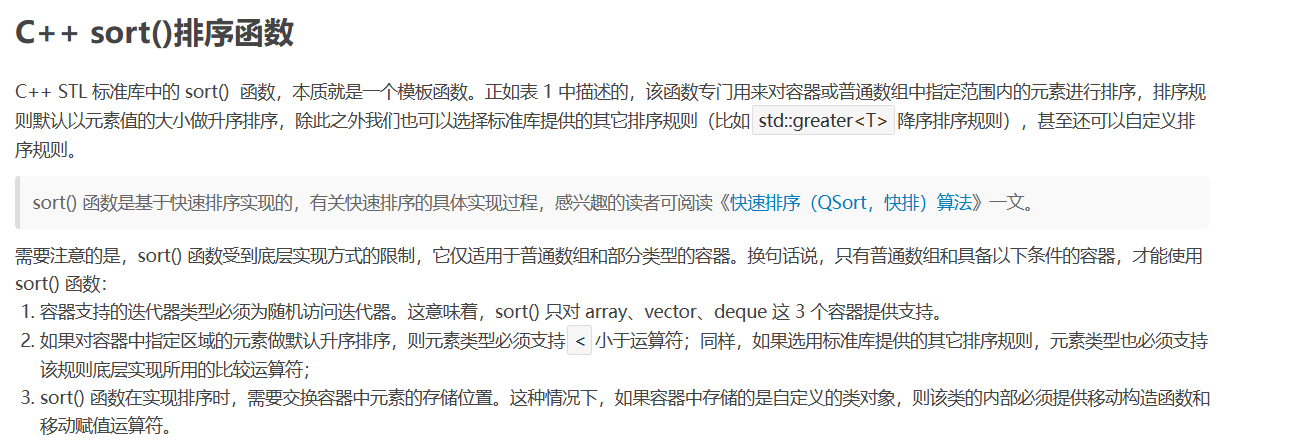 C++ sort()排序函数
C++ STL 标准库中的 sort() 函数，本质就是一个模板函数。正如表 1 中描述的，该函数专门用来对容器或普通数组中指定范围内的元素进行排序，排序规
则默认以元素值的大小做升序排序，除此之外我们也可以选择标准库提供的其它排序规则（比如 std::greater<T> 降序排序规则），甚至还可以自定义排
序规则。
sort() 函数是基于快速排序实现的，有关快速排序的具体实现过程，感兴趣的读者可阅读《快速排序（QSort，快排）算法》一文。
需要注意的是，sort() 函数受到底层实现方式的限制，它仅适用于普通数组和部分类型的容器。换句话说，只有普通数组和具备以下条件的容器，才能使用
sort() 函数：
1. 容器支持的迭代器类型必须为随机访问迭代器。这意味着，sort() 只对 array、vector、deque 这 3 个容器提供支持。
2. 如果对容器中指定区域的元素做默认升序排序，则元素类型必须支持 < 小于运算符；同样，如果选用标准库提供的其它排序规则，元素类型也必须支持
该规则底层实现所用的比较运算符；
3. sort() 函数在实现排序时，需要交换容器中元素的存储位置。这种情况下，如果容器中存储的是自定义的类对象，则该类的内部必须提供移动构造函数和
移动赋值运算符。